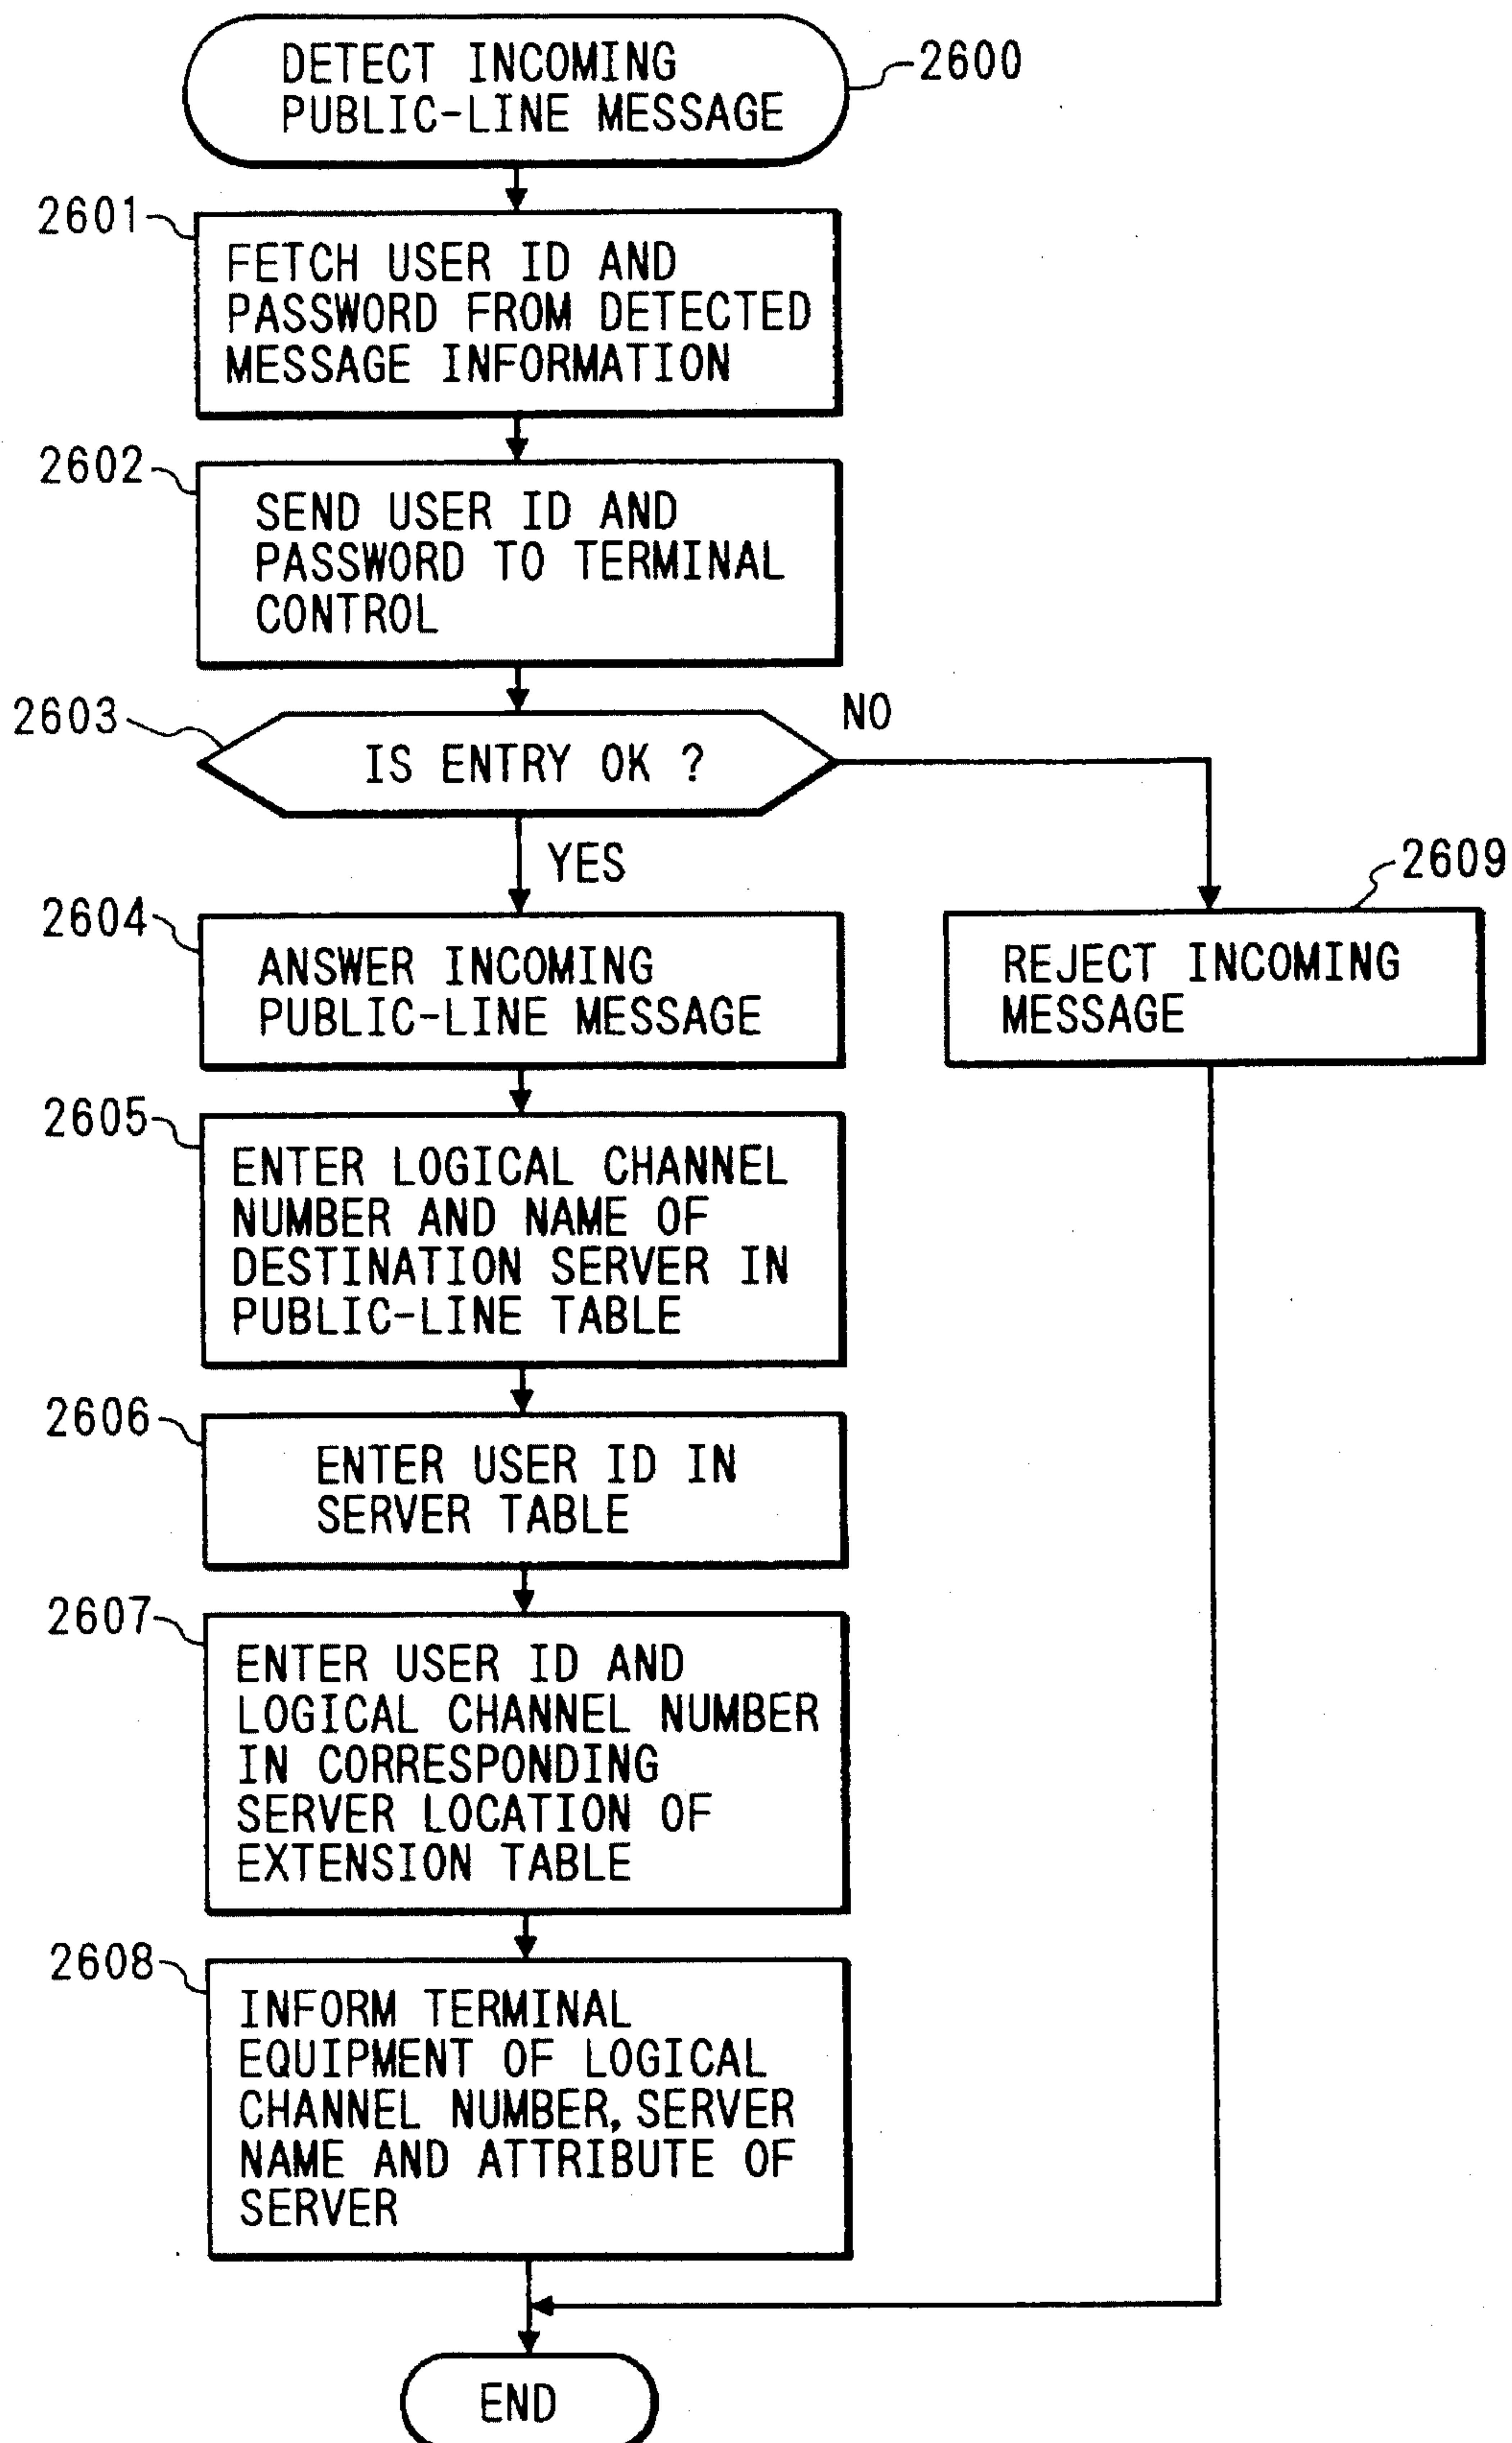 DETECT INCOMING
PUBLIC-LINE MESSAGE
2600
2601
FETCH USER ID AND
PASSWORD FROM DETECTED
MESSAGE INFORMATION
2602
SEND USER ID AND
PASSWORD TO TERMINAL
CONTROL
2603
IS ENTRY OK ?
NO
YES
2604
ANSWER INCOMING
PUBLIC-LINE MESSAGE
2609
REJECT INCOMING
MESSAGE
2605
ENTER LOGICAL CHANNEL
NUMBER AND NAME OF
DESTINATION SERVER IN
PUBLIC-LINE TABLE
2606
ENTER USER ID IN
SERVER TABLE
2607
ENTER USER ID AND
LOGICAL CHANNEL NUMBER
IN CORRESPONDING
SERVER LOCATION OF
EXTENSION TABLE
2608
INFORM TERMINAL
EQUIPMENT OF LOGICAL
CHANNEL NUMBER, SERVER
NAME AND ATTRIBUTE OF
SERVER
END